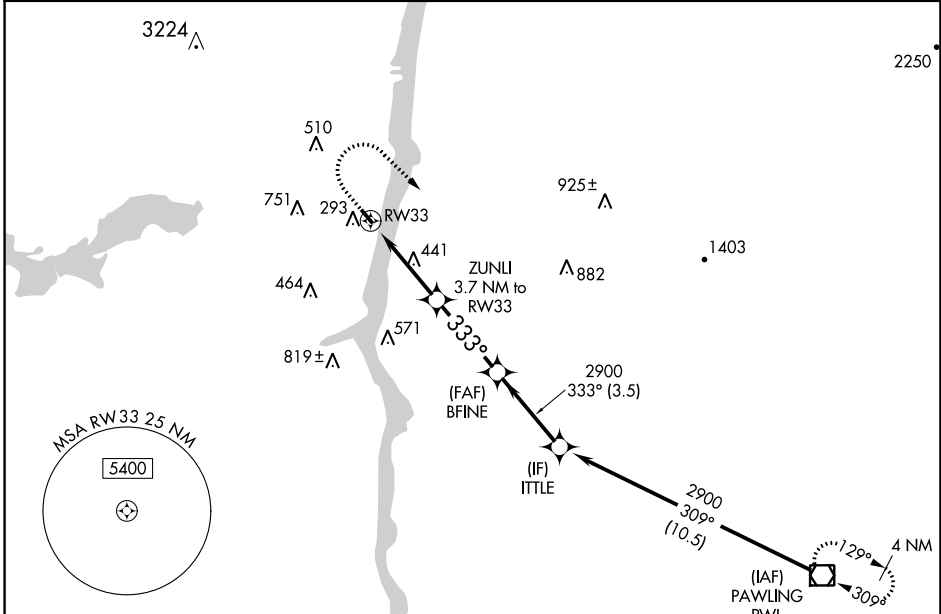 3224
2250
510
751
293
RW33
925±
441
1403
882
ZUNLI
3.7 NM to
RW33
464
571
819±
333°
(FAF)
BFINE
2900
333° (3.5)
MSA RW33 25 NM
5400
(IF)
ITTLE
2900
309°
(10.5)
129°
4 NM
309°
(IAF)
PAWLING
PWL